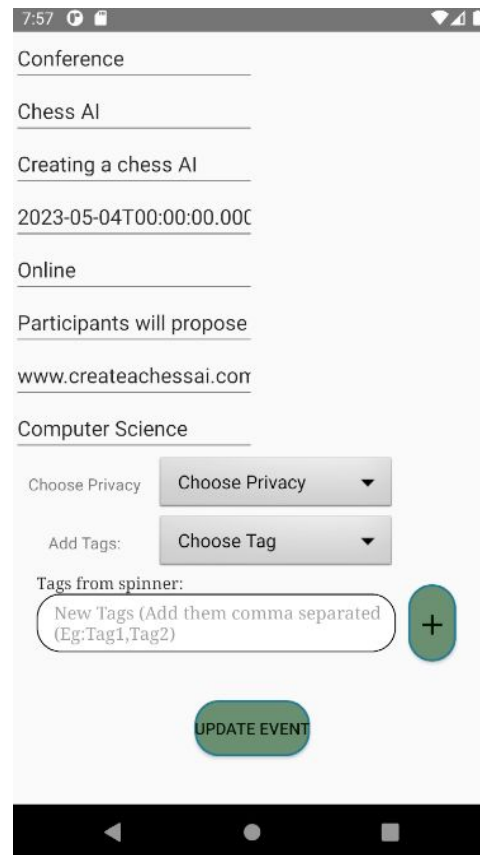 7:57
Conference
Chess AI
Creating a chess AI
2023-05-04T00:00:00.000
Online
Participants will propose
www.createachessai.com
Computer Science
Choose Privacy Choose Privacy
Add Tags: Choose Tag
Tags from spinner:
New Tags (Add them comma separated
(Eg:Tag1,Tag2)
+
UPDATE EVENT